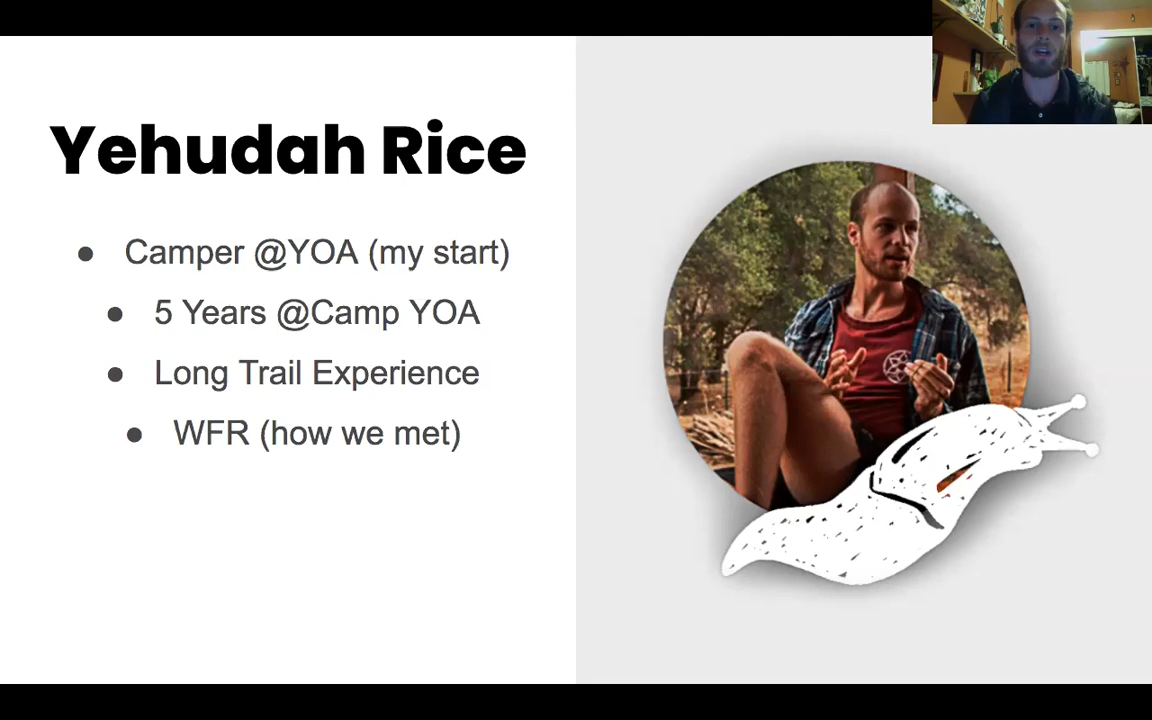 Yehudah Rice
● Camper @YOA (my start)
● 5 Years @Camp YOA
● Long Trail Experience
● WFR (how we met)